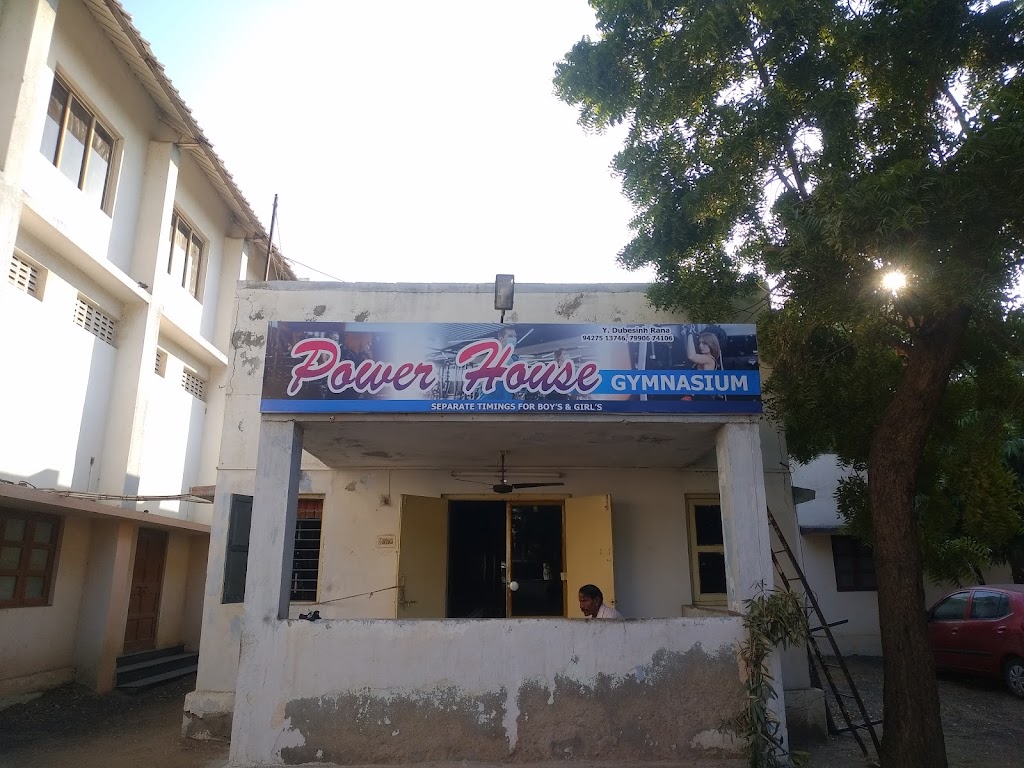 Y. Dubesinh Rana
94275 13746, 79906 74106
Power House
GYMNASIUM
SEPARATE TIMINGS FOR BOY'S & GIRL'S